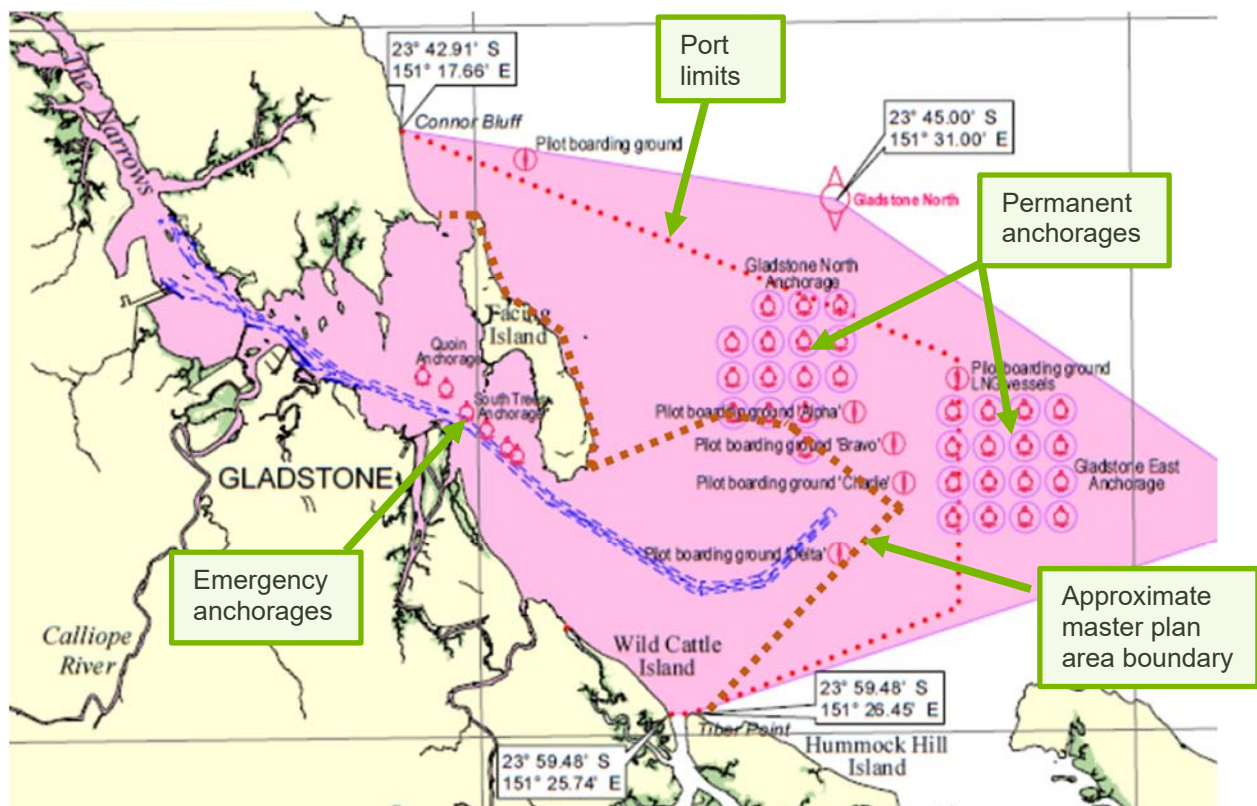 Port
limits
23° 42.91' S
151° 17.66' E
The Narrows
Connor Bluff
Pilot boarding ground
23° 45.00' S
151° 31.00' E
Gladstone North
Permanent
anchorages
Gladstone North
Anchorage
Facing
Island
Quoin
Anchorage
South Trees
Anchorage
Pilot boarding ground
LNG vessels
Pilot boarding ground 'Alpha'
Pilot boarding ground 'Bravo'
Pilot boarding ground 'Charlie'
Gladstone East
Anchorage
GLADSTONE
Pilot boarding ground 'Delta'
Emergency
anchorages
Approximate
master plan
area boundary
Calliope
River
Wild Cattle
Island
23° 59.48' S
151° 26.45' E
Tiber Point
Hummock Hill
Island
23° 59.48' S
151° 25.74' E